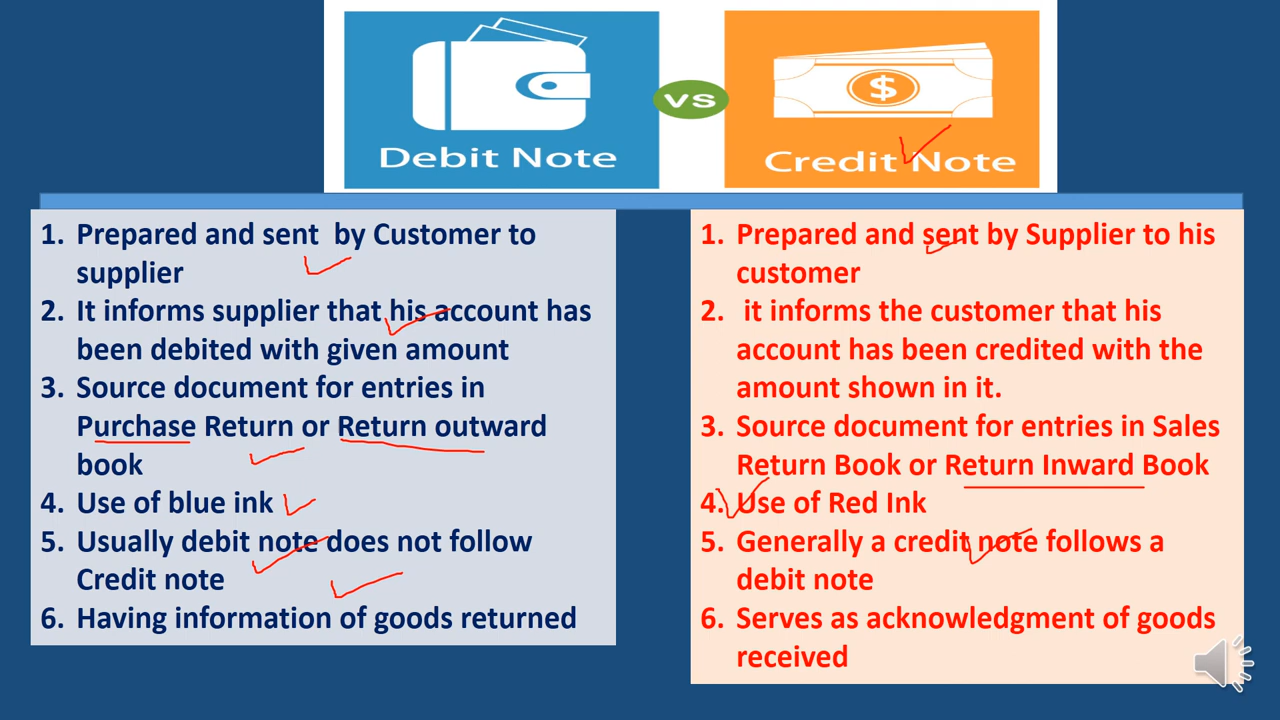 Debit Note
VS
$
Credit Note
1. Prepared and sent by Customer to
supplier
2. It informs supplier that his account has
been debited with given amount
3. Source document for entries in
Purchase Return or Return outward
book
4. Use of blue ink
5. Usually debit note does not follow
Credit note
6. Having information of goods returned
1. Prepared and sent by Supplier to his
customer
2. it informs the customer that his
account has been credited with the
amount shown in it.
3. Source document for entries in Sales
Return Book or Return Inward Book
4. Use of Red Ink
5. Generally a credit note follows a
debit note
6. Serves as acknowledgment of goods
received